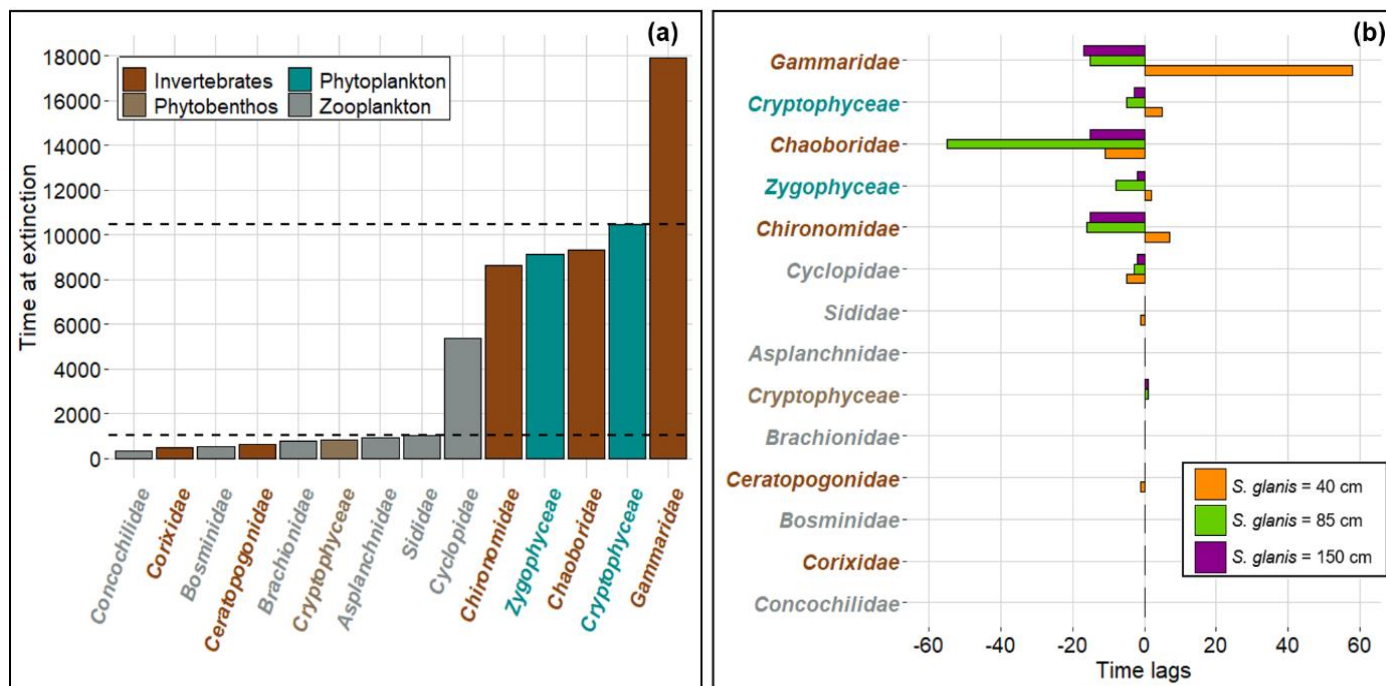 (a)
Time at extinction
18000
16000
14000
12000
10000
8000
6000
4000
2000
0
Invertebrates
Phytoplankton
Phytobenthos
Zooplankton
Concochillidae
Corixidae
Bosminidae
Ceratopogonidae
Brachionidae
Cryptophyceae
Asplanchnidae
Sididae
Cyclopidae
Chironomidae
Zygophyceae
Chaoboridae
Cryptophyceae
Gammaridae
(b)
Gammaridae
Cryptophyceae
Chaoboridae
Zygophyceae
Chironomidae
Cyclopidae
Sididae
Asplanchnidae
Cryptophyceae
Brachionidae
Ceratopogonidae
Bosminidae
Corixidae
Concochilidae
S. glanis = 40 cm
S. glanis = 85 cm
S. glanis = 150 cm
-60 -40 -20 0 20 40 60
Time lags